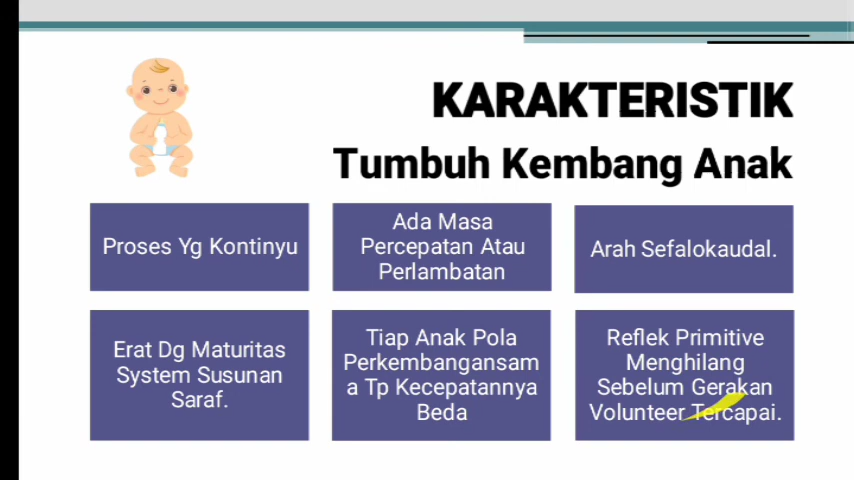 KARAKTERISTIK
Tumbuh Kembang Anak
Proses Yg Kontinyu
Ada Masa
Percepatan Atau
Perlambatan
Arah Sefalokaudal.
Erat Dg Maturitas
System Susunan
Saraf.
Tiap Anak Pola
Perkembangansam
a Tp Kecepatannya
Beda
Reflek Primitive
Menghilang
Sebelum Gerakan
Volunteer Tercapai.